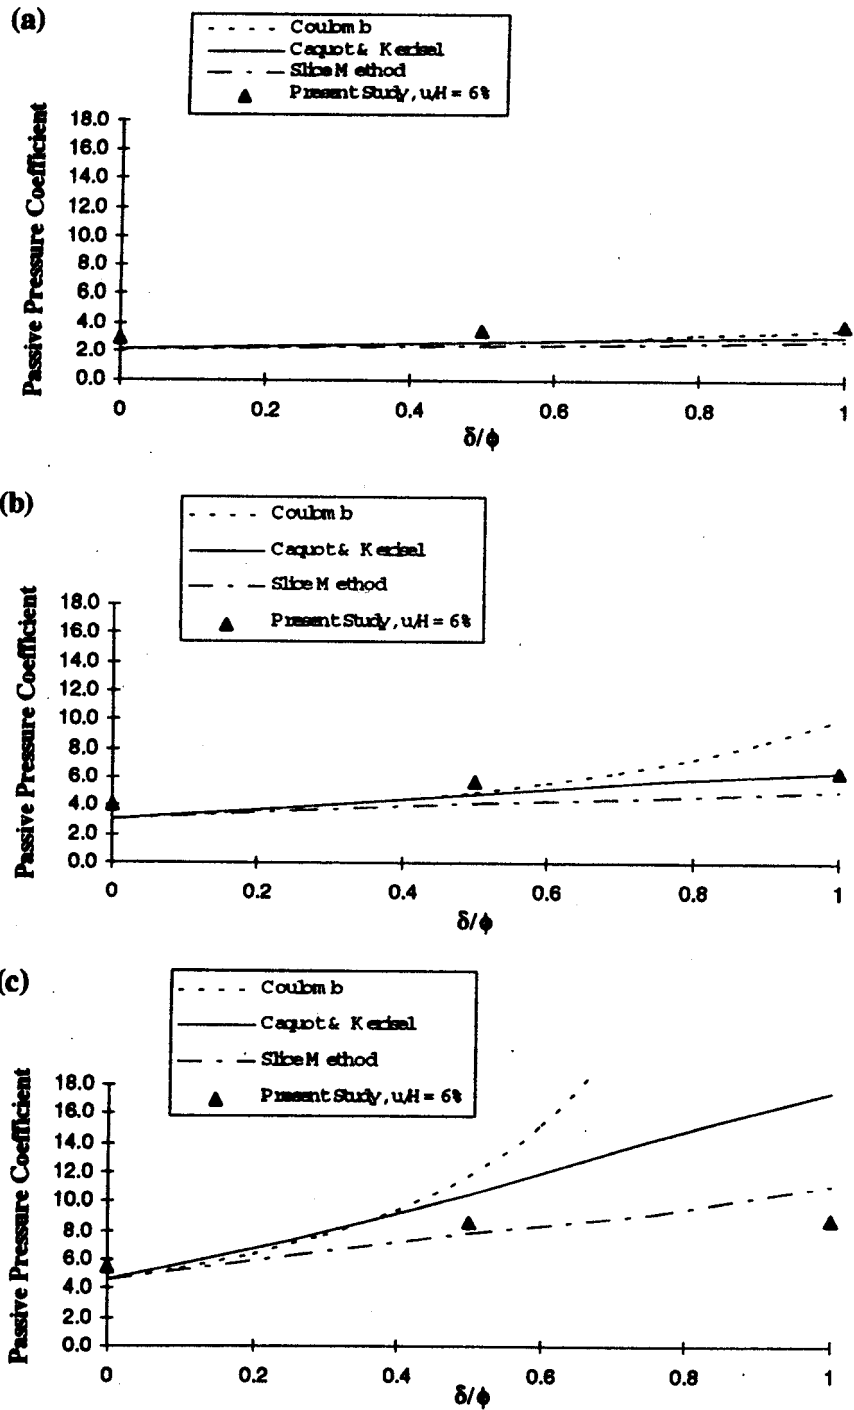 (a)
Coulomb
Caquot & Kerisel
Slice Method
Present Study, u/H = 6%
Passive Pressure Coefficient
18.0
16.0
14.0
12.0
10.0
8.0
6.0
4.0
2.0
0.0
0 0.2 0.4 0.6 0.8 1
δ/ϕ
(b)
Coulomb
Caquot & Kerisel
Slice Method
Present Study, u/H = 6%
Passive Pressure Coefficient
18.0
16.0
14.0
12.0
10.0
8.0
6.0
4.0
2.0
0.0
0 0.2 0.4 0.6 0.8 1
δ/ϕ
(c)
Coulomb
Caquot & Kerisel
Slice Method
Present Study, u/H = 6%
Passive Pressure Coefficient
18.0
16.0
14.0
12.0
10.0
8.0
6.0
4.0
2.0
0.0
0 0.2 0.4 0.6 0.8 1
δ/ϕ